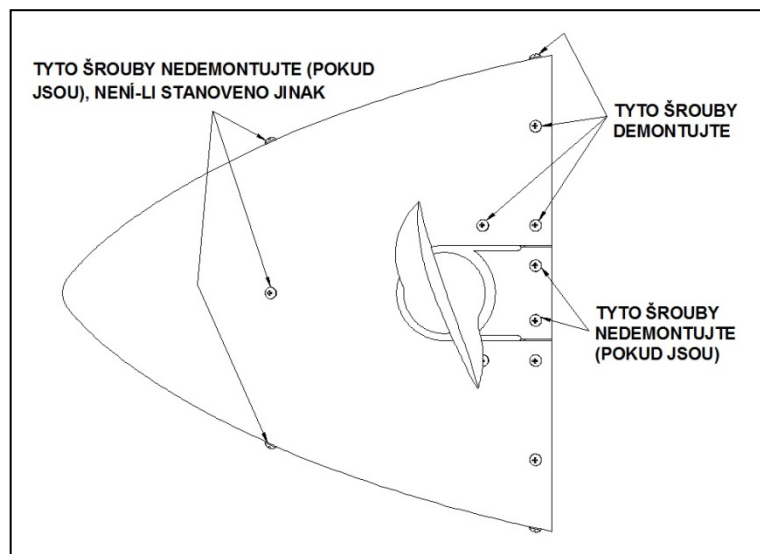 TYTO ŠROUBY NEDEMONTUJTE (POKUD
JSOU), NENÍ-LI STANOVENO JINAK
TYTO ŠROUBY
DEMONTUJTE
TYTO ŠROUBY
NEDEMONTUJTE
(POKUD JSOU)